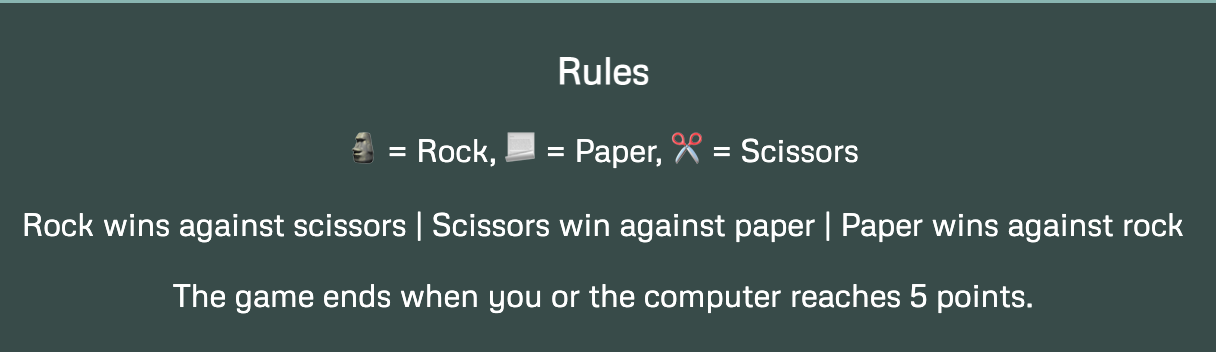 Rules
🗿 = Rock, 📃 = Paper, ✂️ = Scissors
Rock wins against scissors | Scissors win against paper | Paper wins against rock
The game ends when you or the computer reaches 5 points.